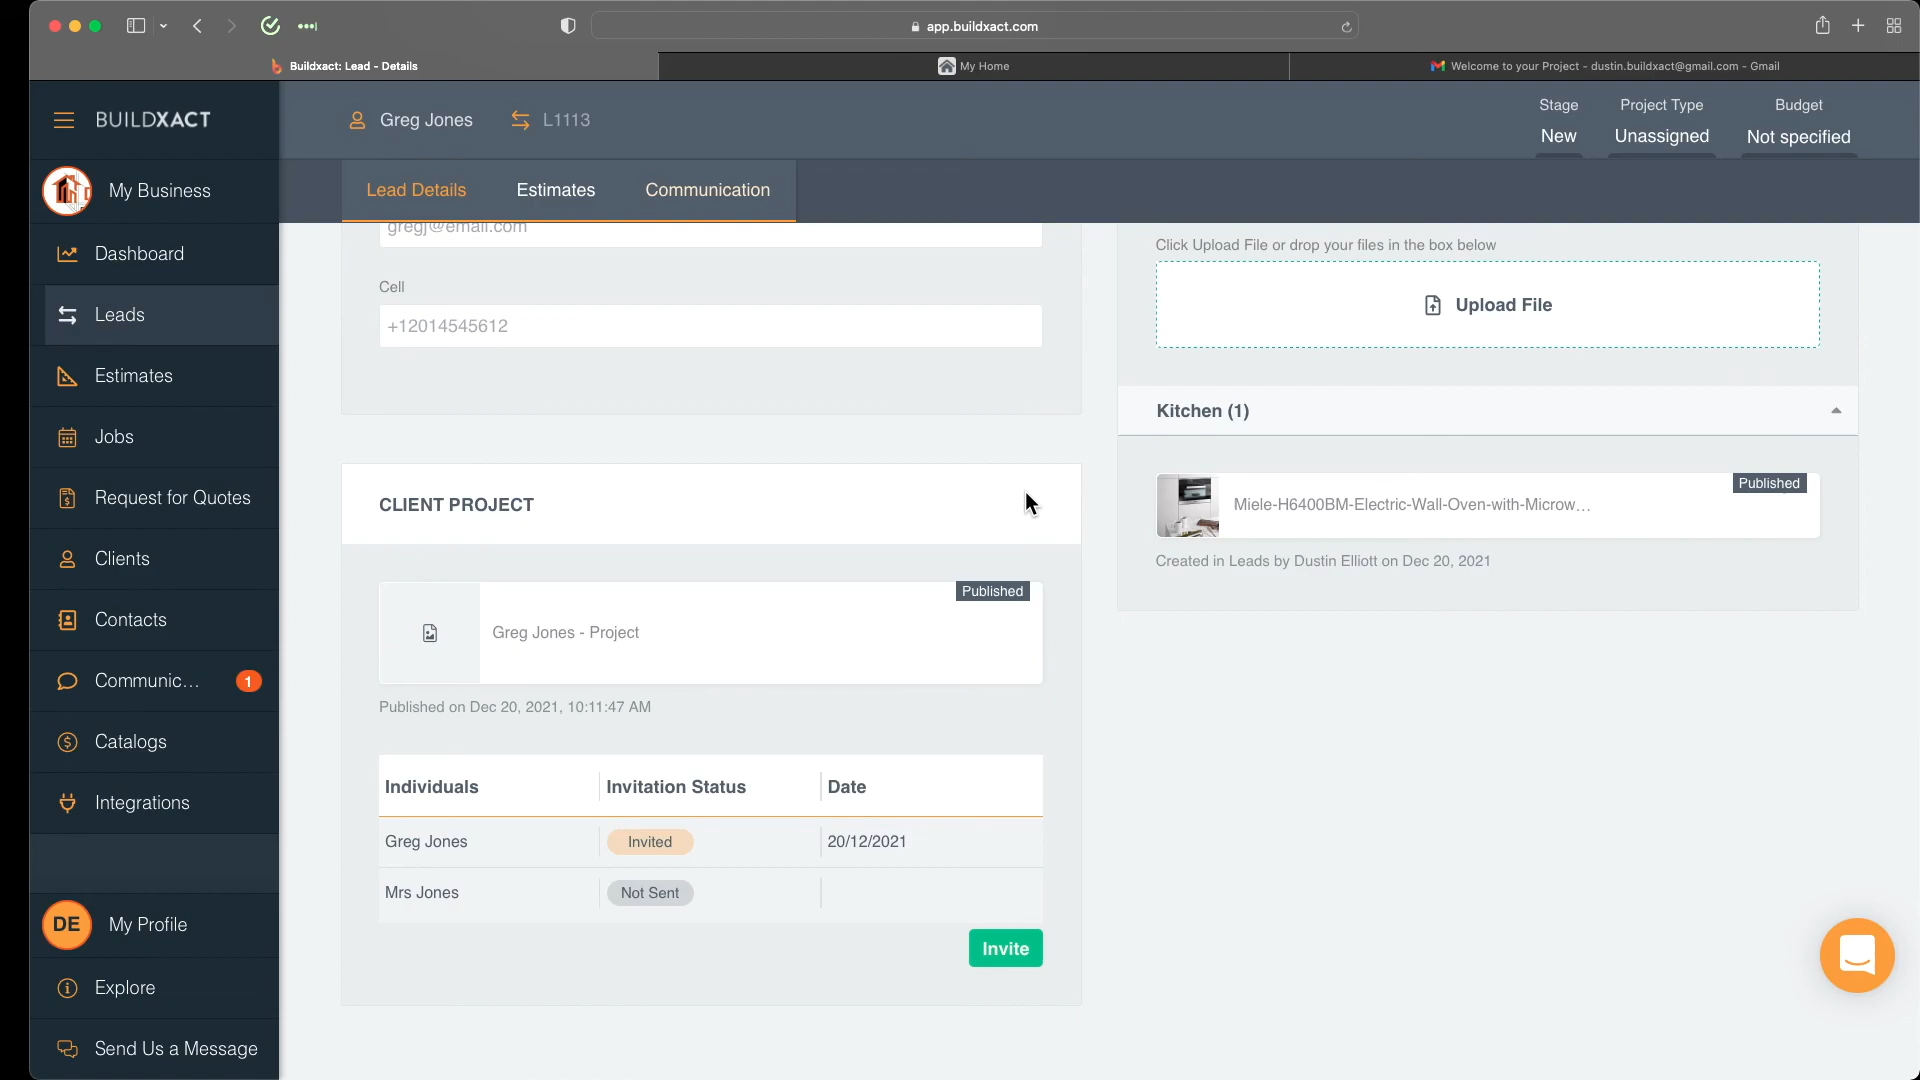 app.buildxact.com
Buildxact: Lead - Details
My Home
Welcome to your Project - dustin.buildxact@gmail.com - Gmail
BUILDXACT
My Business
Dashboard
Leads
Estimates
Jobs
Request for Quotes
Clients
Contacts
Communic... 1
Catalogs
Integrations
DE My Profile
Explore
Send Us a Message
Greg Jones L1113
Stage Project Type Budget
New Unassigned Not specified
Lead Details Estimates Communication
gregj@email.com
Cell
+12014545612
CLIENT PROJECT
Published
Greg Jones - Project
Published on Dec 20, 2021, 10:11:47 AM
Individuals Invitation Status Date
Greg Jones Invited 20/12/2021
Mrs Jones Not Sent
Invite
Click Upload File or drop your files in the box below
Upload File
Kitchen (1)
Published
Miele-H6400BM-Electric-Wall-Oven-with-Microw...
Created in Leads by Dustin Elliott on Dec 20, 2021